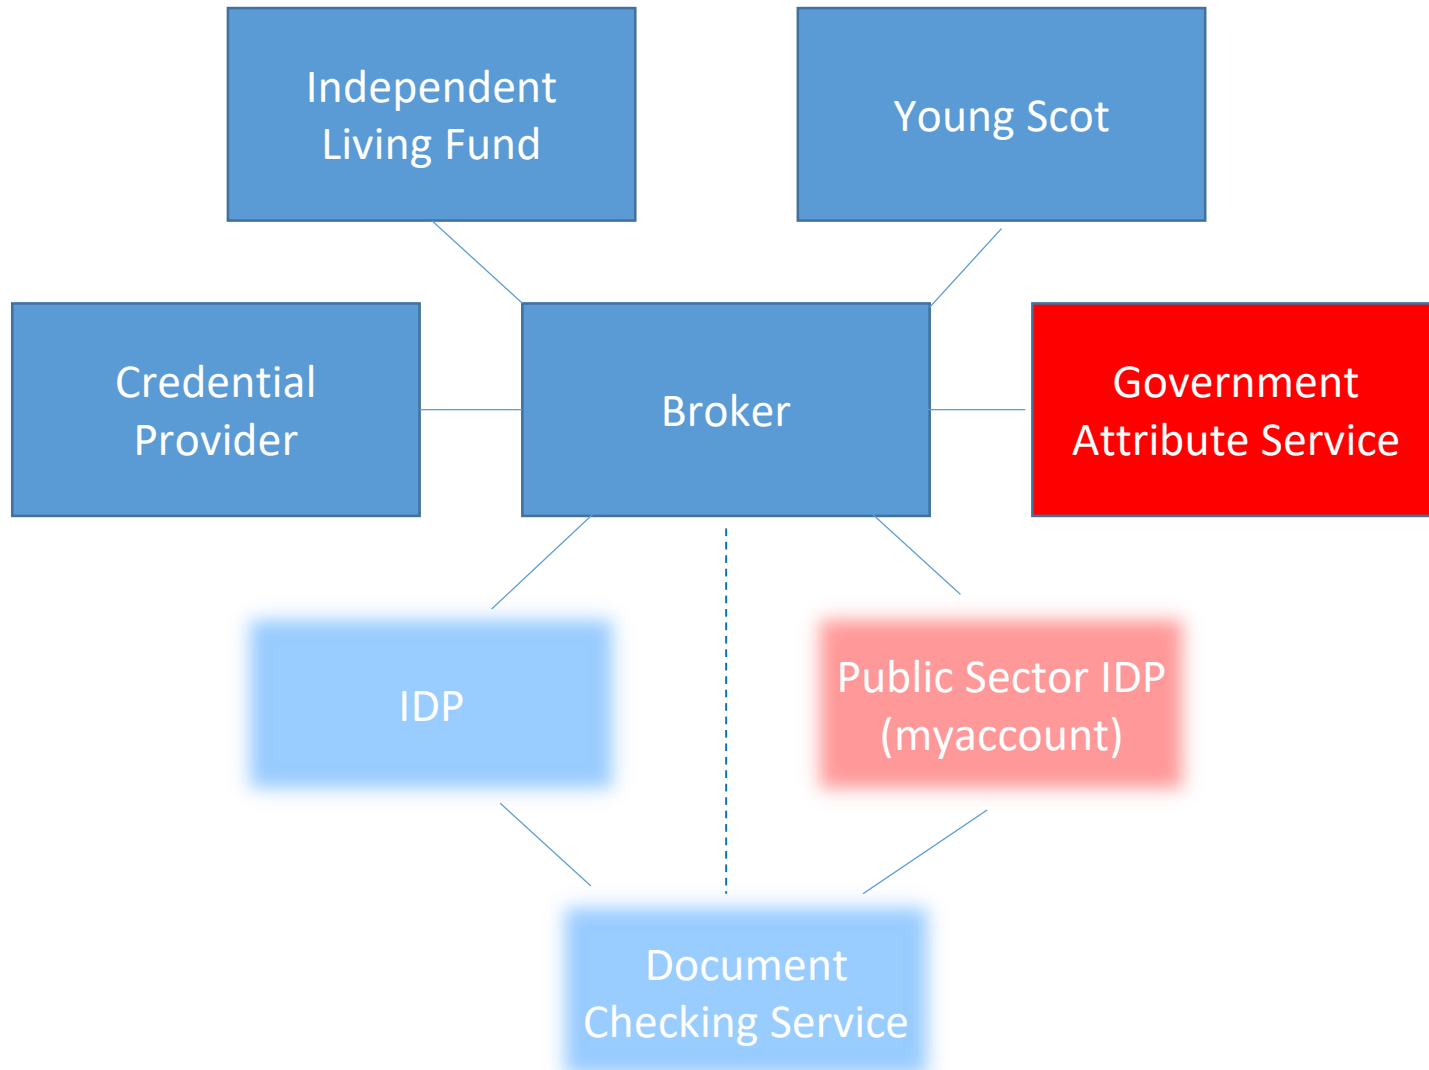 Independent
Living Fund
Young Scot
Credential
Provider
Broker
Government
Attribute Service
IDP
Public Sector IDP
(myaccount)
Document
Checking Service